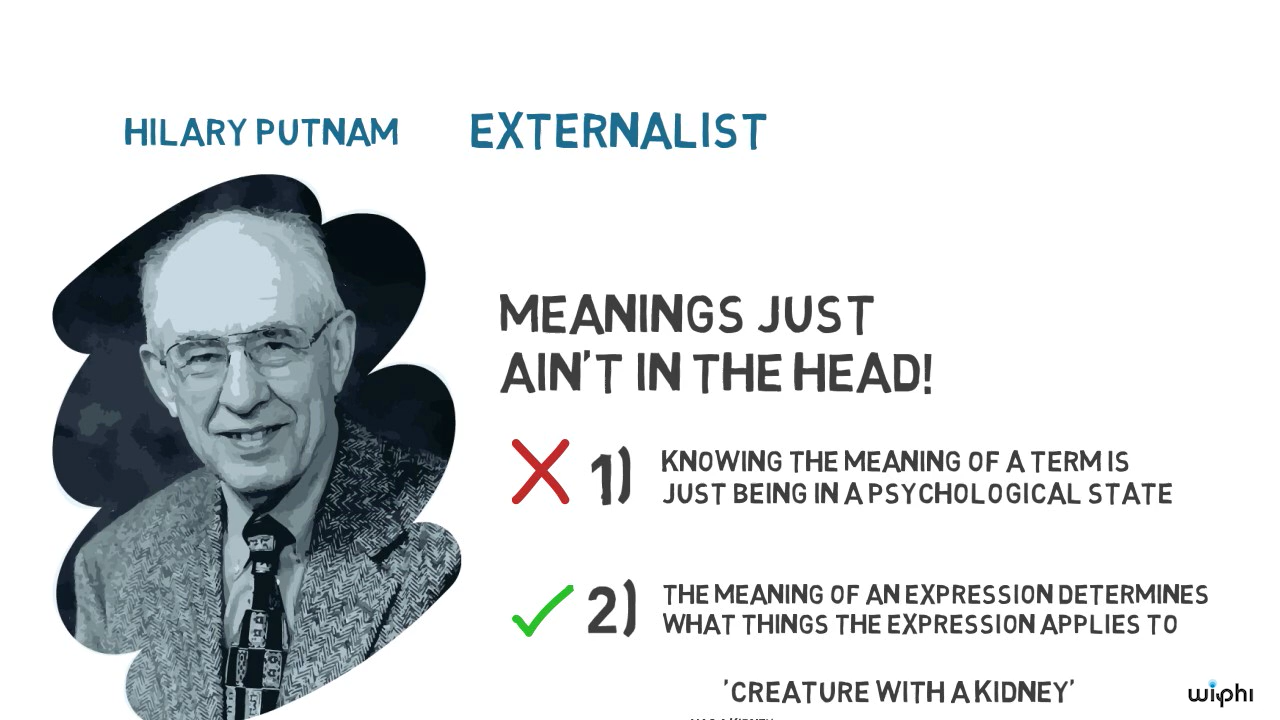 HILARY PUTNAM
EXTERNALIST
MEANINGS JUST
AIN'T IN THE HEAD!
1) KNOWING THE MEANING OF A TERM IS
JUST BEING IN A PSYCHOLOGICAL STATE
2) THE MEANING OF AN EXPRESSION DETERMINES
WHAT THINGS THE EXPRESSION APPLIES TO
'CREATURE WITH A KIDNEY'
wiphi